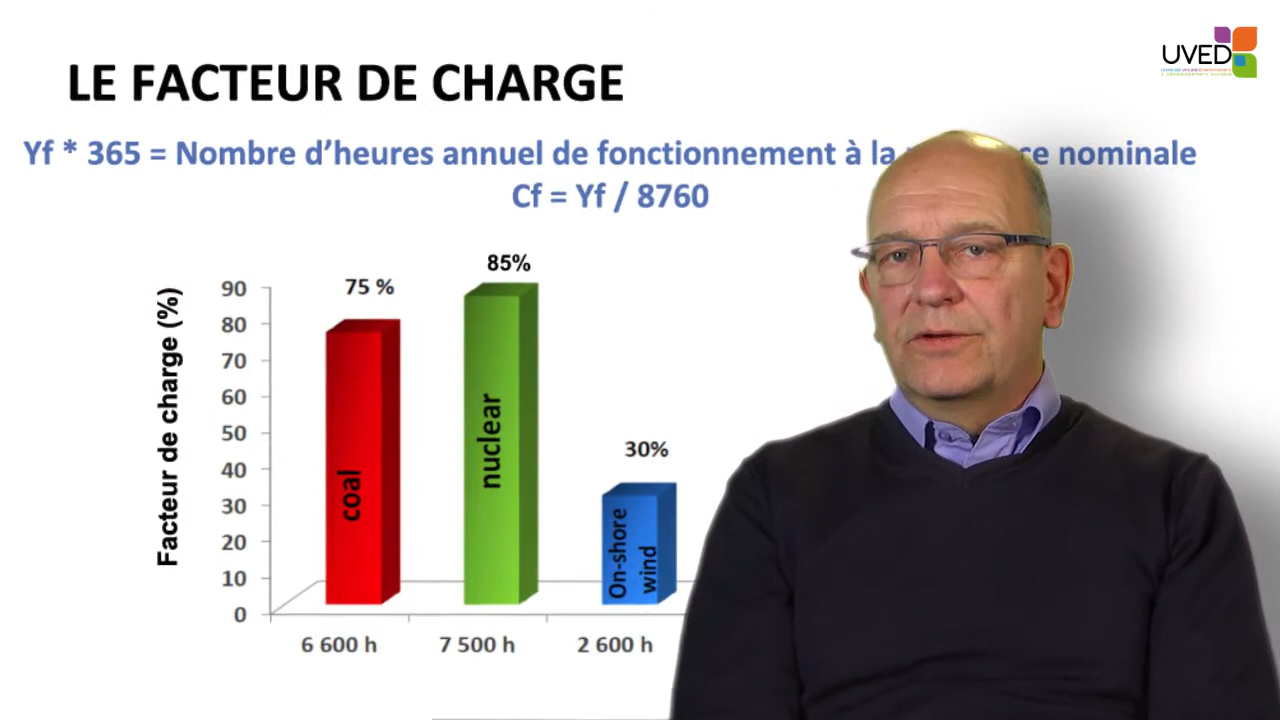 UVED
LE FACTEUR DE CHARGE
Yf * 365 = Nombre d’heures annuel de fonctionnement à la nominale
Cf = Yf / 8760
Facteur de charge (%)
90
80
70
60
50
40
30
20
10
0
75 %
85%
30%
coal
nuclear
On-shore
wind
6 600 h
7 500 h
2 600 h